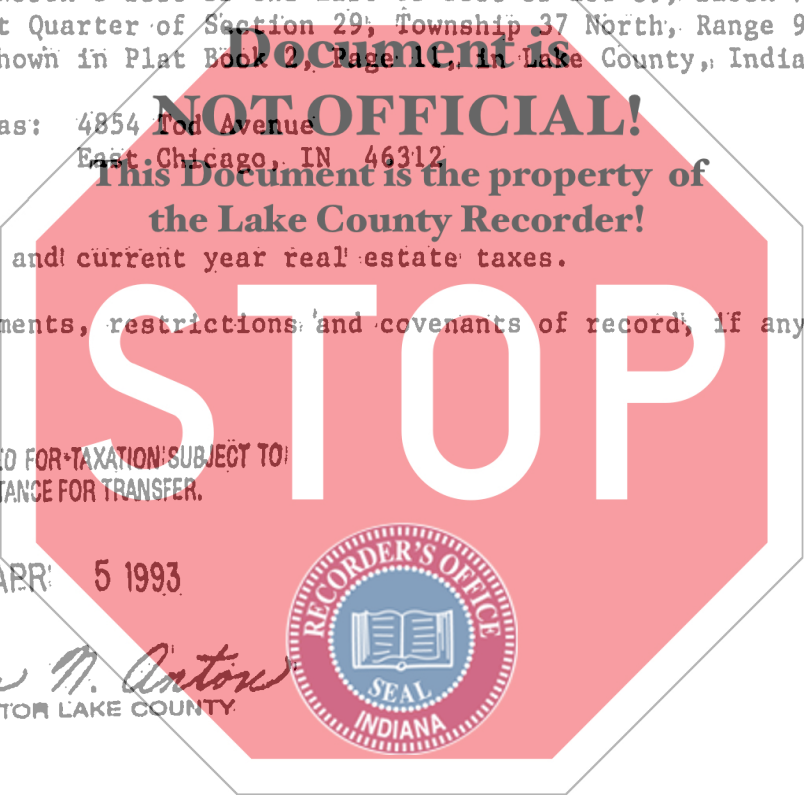 t Quarter of Section 29, Township 37 North, Range 9
hown in Plat Book 2, Page 11, in Lake County, India
Document is
NOT OFFICIAL!
This Document is the property of
the Lake County Recorder!
as: 4854 Tod Avenue
East Chicago, IN 46312
and current year real estate taxes.
ments, restrictions and covenants of record, if any
STOP
D FOR TAXATION SUBJECT TO
TANCE FOR TRANSFER.
APR 5 1993
N. Anton
TOR LAKE COUNTY
RECORDER'S OFFICE
SEAL
INDIANA